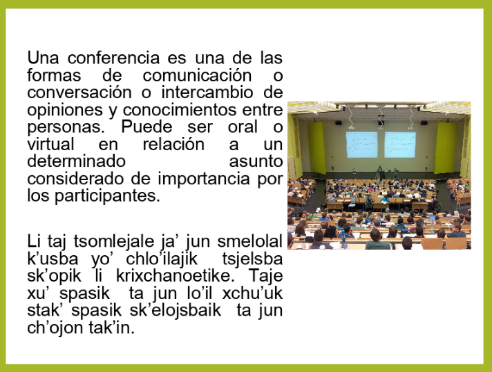 Una conferencia es una de las
formas de comunicación o
conversación o intercambio de
opiniones y conocimientos entre
personas. Puede ser oral o
virtual en relación a un
determinado asunto
considerado de importancia por
los participantes.
Li taj tsomlejale ja' jun smelolal
k'usba yo' chlo'ilajik tsjelsba
sk'opik li krixchanoetike. Taje
xu' spasik ta jun lo'il xchu'uk
stak' spasik sk'elojsbaik ta jun
ch'ojon tak'in.